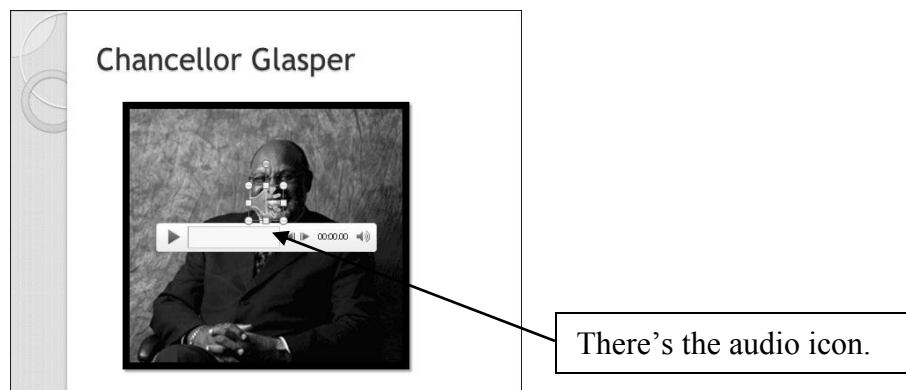 Chancellor Glasper
00:00.00
There’s the audio icon.